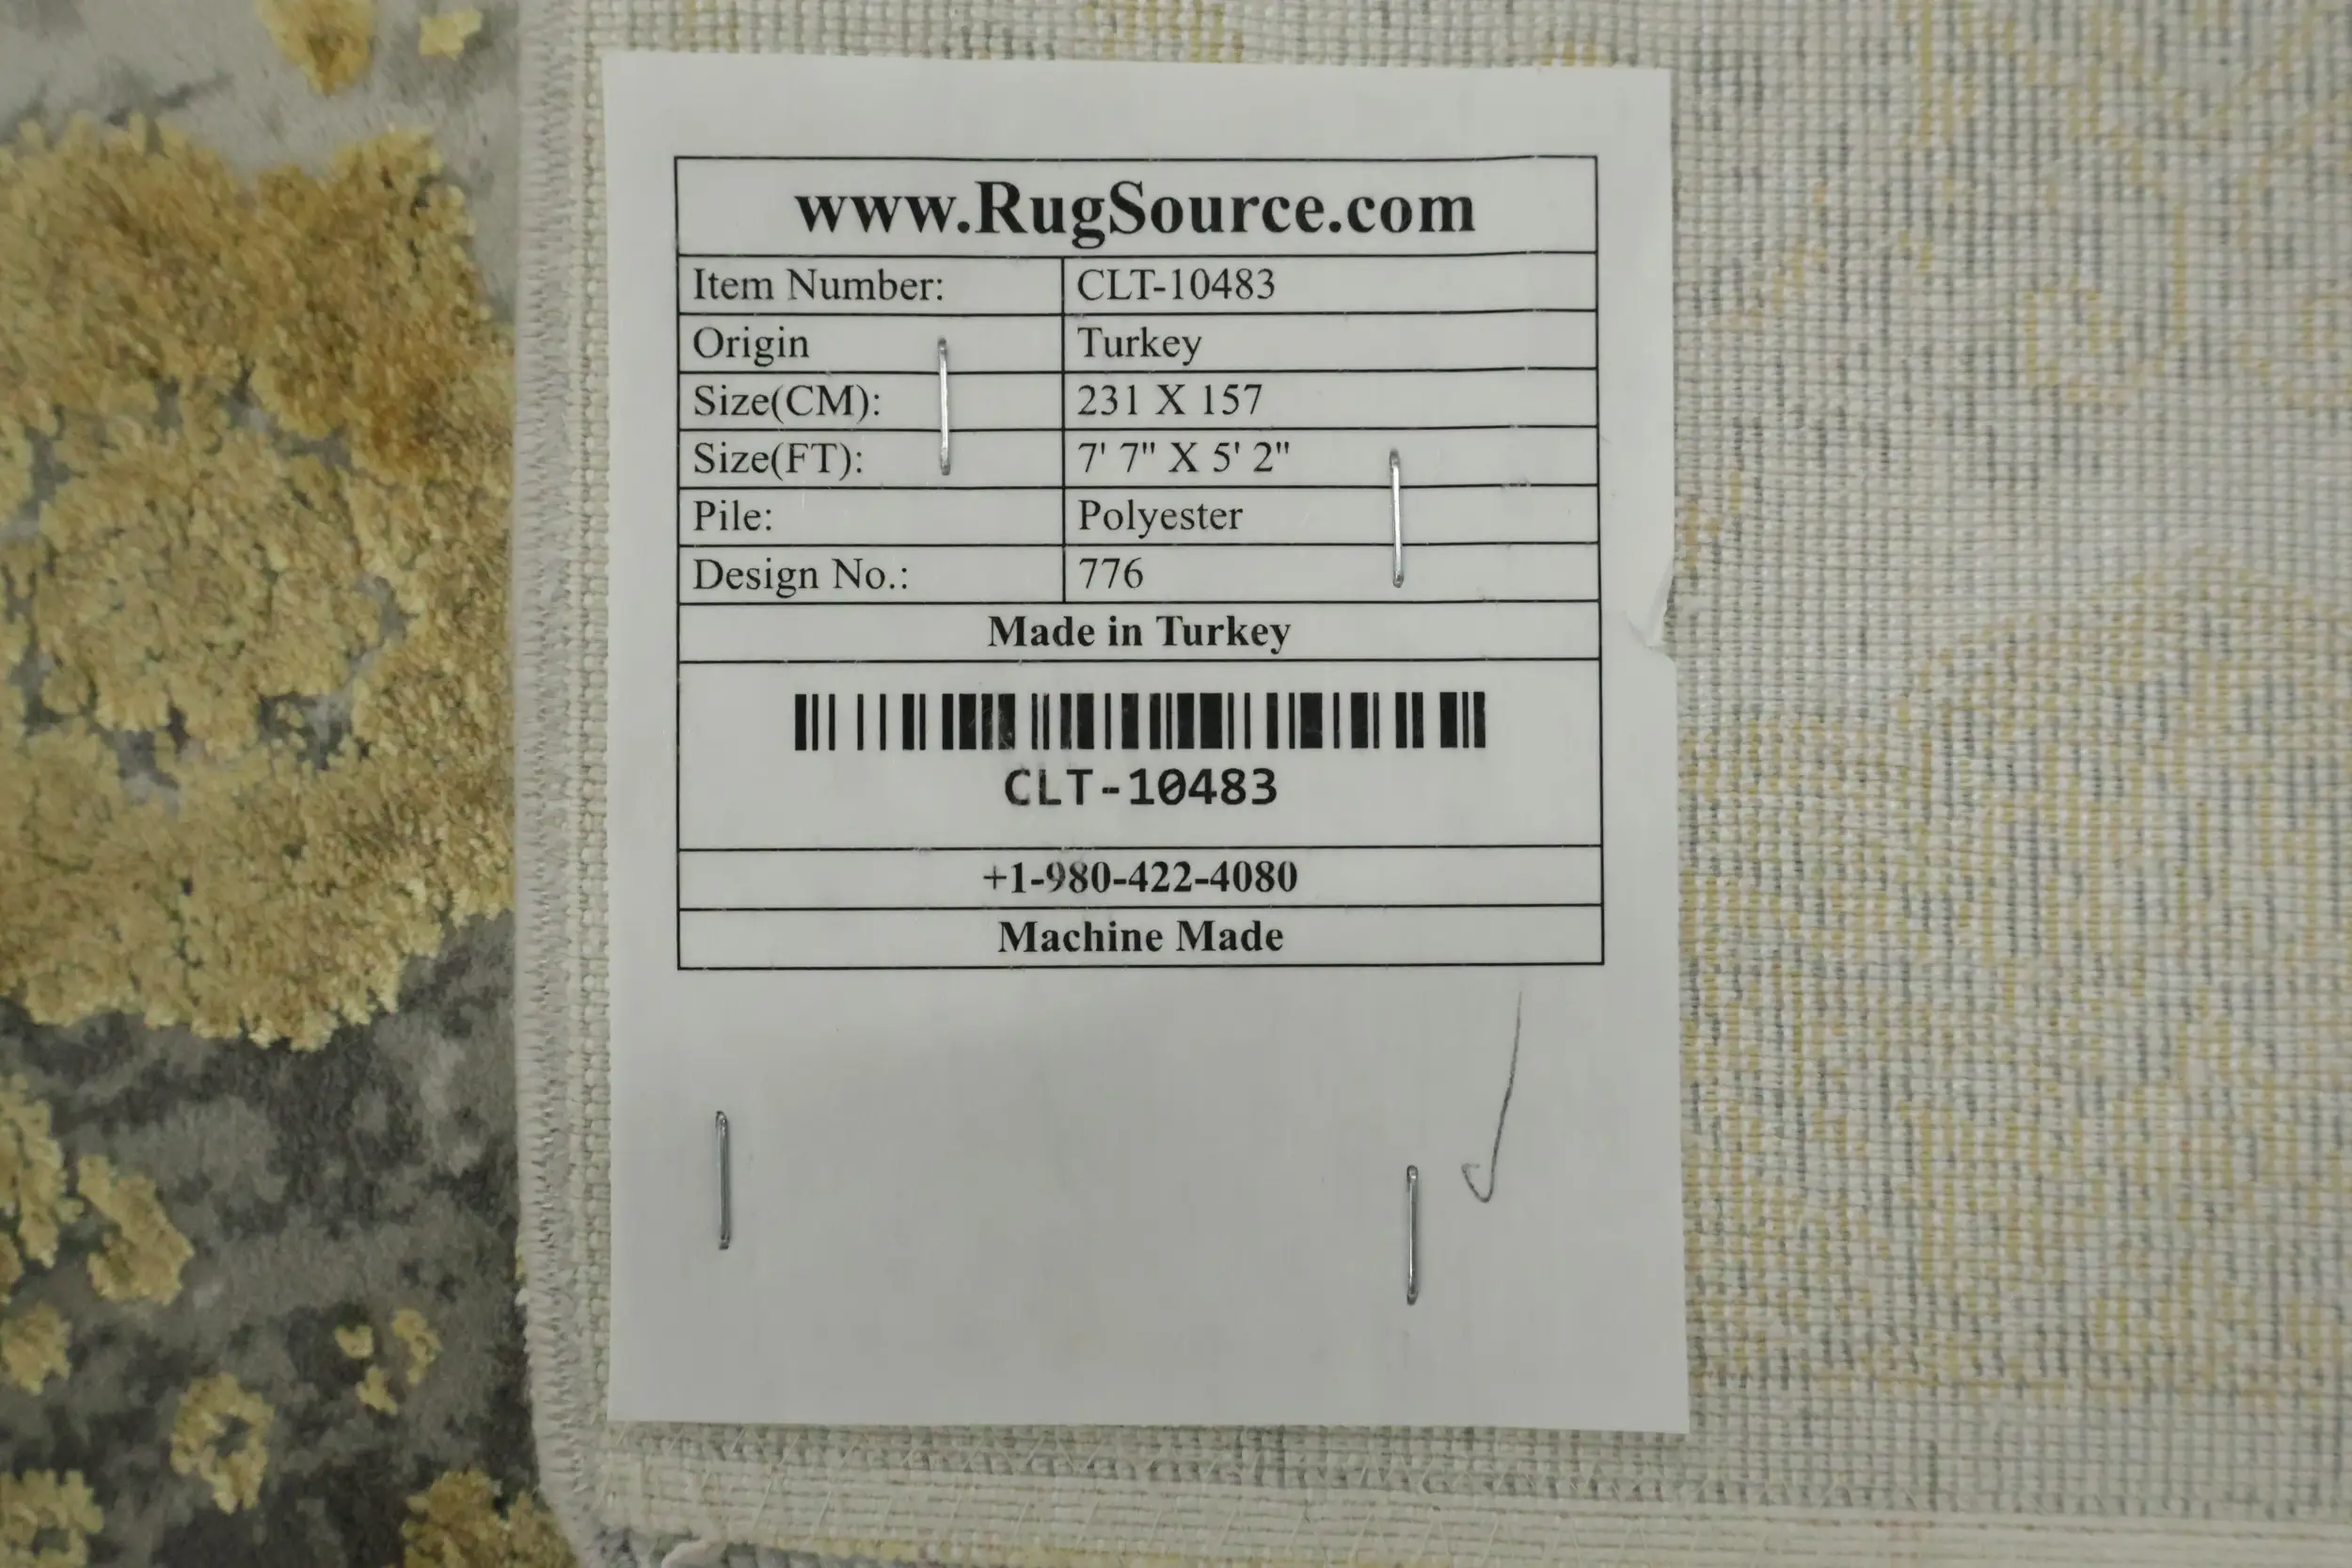 www.RugSource.com
Item Number: CLT-10483
Origin Turkey
Size(CM): 231 X 157
Size(FT): 7' 7" X 5' 2"
Pile: Polyester
Design No.: 776
Made in Turkey
CLT-10483
+1-980-422-4080
Machine Made